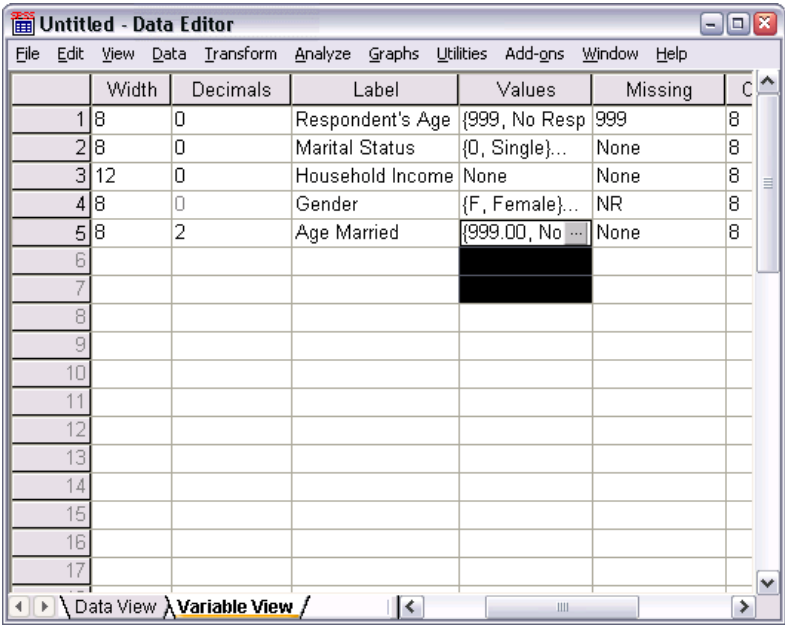 SPSS Untitled - Data Editor
File Edit View Data Transform Analyze Graphs Utilities Add-ons Window Help
Width Decimals Label Values Missing C
1 8 0 Respondent's Age {999, No Resp 999 8
2 8 0 Marital Status {0, Single}... None 8
3 12 0 Household Income None None 8
4 8 0 Gender {F, Female}... NR 8
5 8 2 Age Married {999.00, No ... None 8
6
7
8
9
10
11
12
13
14
15
16
17
Data View Variable View